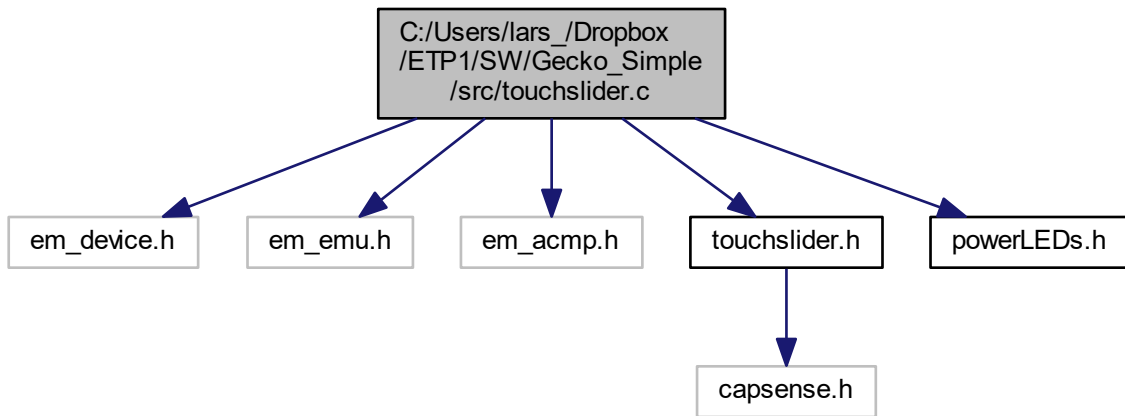 C:/Users/lars_/Dropbox
/ETP1/SW/Gecko_Simple
/src/touchslider.c
em_device.h
em_emu.h
em_acmp.h
touchslider.h
powerLEDs.h
capsense.h